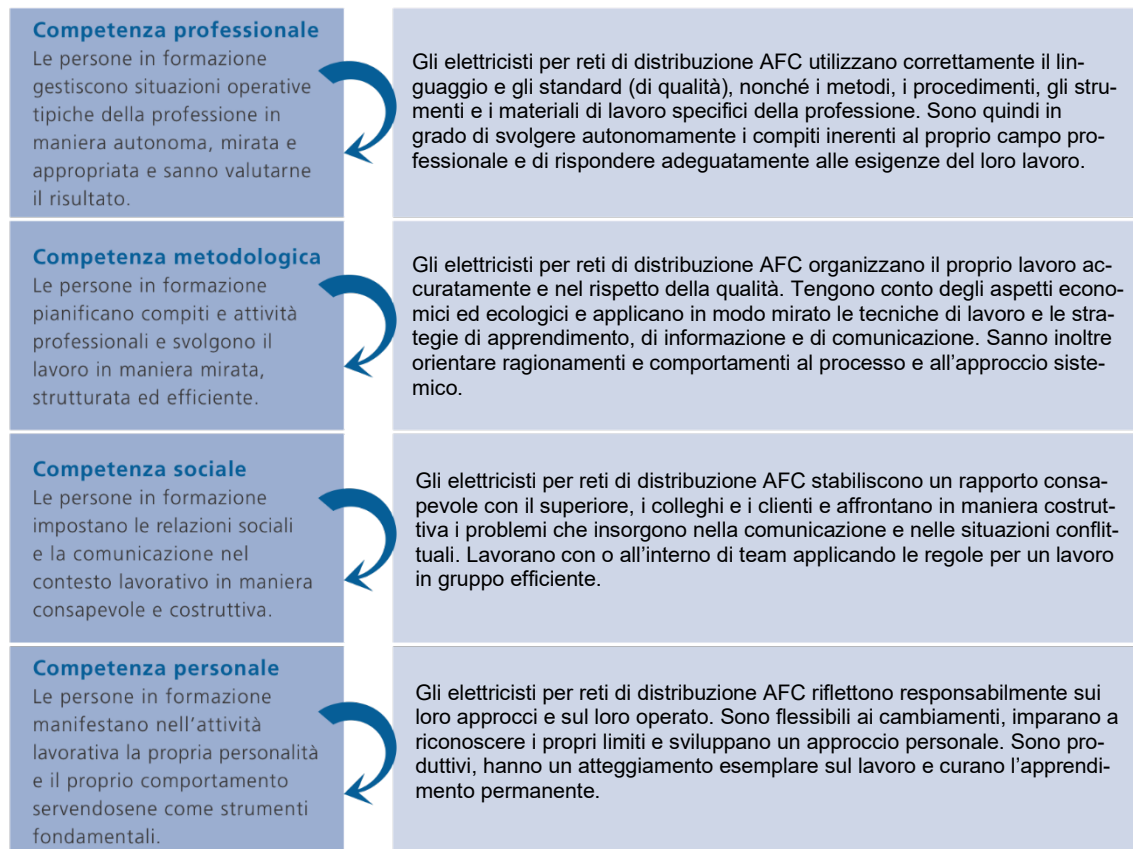 Competenza professionale
Le persone in formazione
gestiscono situazioni operative
tipiche della professione in
maniera autonoma, mirata e
appropriata e sanno valutarne
il risultato.
Gli elettricisti per reti di distribuzione AFC utilizzano correttamente il lin-
guaggio e gli standard (di qualità), nonché i metodi, i procedimenti, gli stru-
menti e i materiali di lavoro specifici della professione. Sono quindi in
grado di svolgere autonomamente i compiti inerenti al proprio campo pro-
fessionale e di rispondere adeguatamente alle esigenze del loro lavoro.
Competenza metodologica
Le persone in formazione
pianificano compiti e attività
professionali e svolgono il
lavoro in maniera mirata,
strutturata ed efficiente.
Gli elettricisti per reti di distribuzione AFC organizzano il proprio lavoro ac-
curatamente e nel rispetto della qualità. Tengono conto degli aspetti econo-
mici ed ecologici e applicano in modo mirato le tecniche di lavoro e le stra-
tegie di apprendimento, di informazione e di comunicazione. Sanno inoltre
orientare ragionamenti e comportamenti al processo e all'approccio siste-
mico.
Competenza sociale
Le persone in formazione
impostano le relazioni sociali
e la comunicazione nel
contesto lavorativo in maniera
consapevole e costruttiva.
Gli elettricisti per reti di distribuzione AFC stabiliscono un rapporto consa-
pevole con il superiore, i colleghi e i clienti e affrontano in maniera costrut-
tiva i problemi che insorgono nella comunicazione e nelle situazioni conflit-
tuali. Lavorano con o all'interno di team applicando le regole per un lavoro
in gruppo efficiente.
Competenza personale
Le persone in formazione
manifestano nell'attività
lavorativa la propria personalità
e il proprio comportamento
servendosene come strumenti
fondamentali.
Gli elettricisti per reti di distribuzione AFC riflettono responsabilmente sui
loro approcci e sul loro operato. Sono flessibili ai cambiamenti, imparano a
riconoscere i propri limiti e sviluppano un approccio personale. Sono pro-
duttivi, hanno un atteggiamento esemplare sul lavoro e curano l'apprendi-
mento permanente.